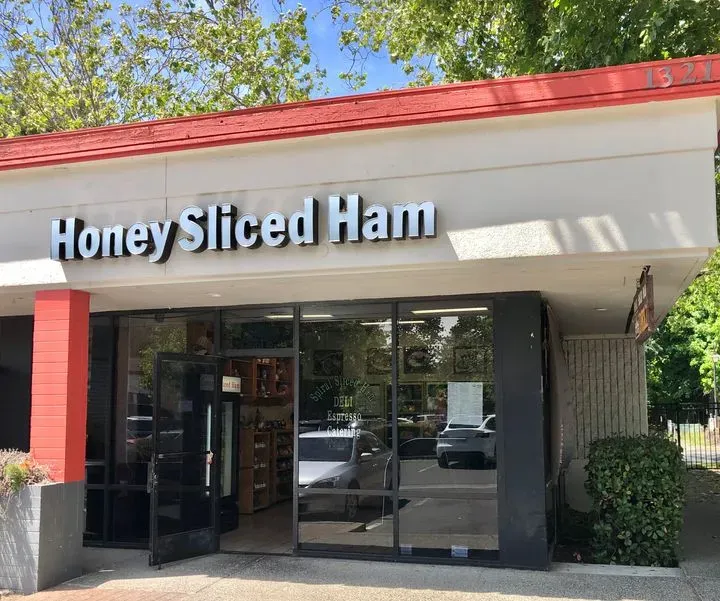 1321
Honey Sliced Ham
Spiral Sliced Ham
DELI
Espresso
Catering